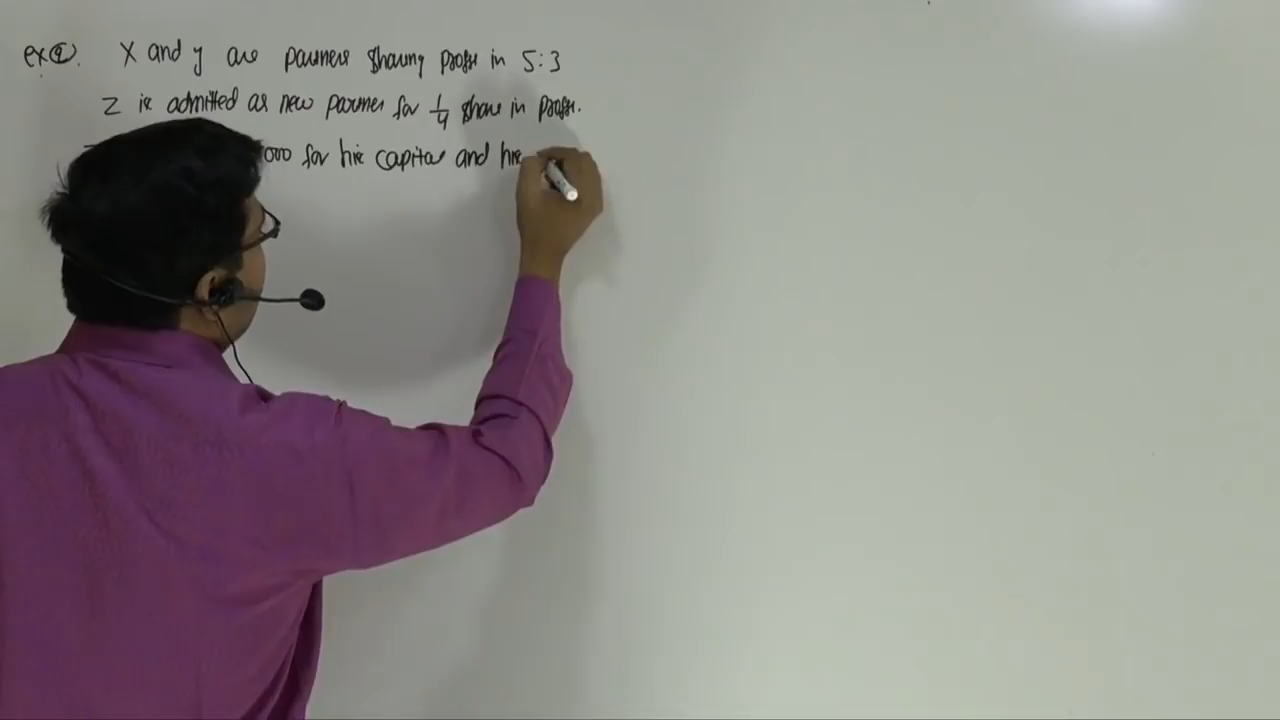 ex②. X and y are partners sharing profit in 5:3
Z is admitted as new partner for 1/4 share in profit.
000 for his capital and his